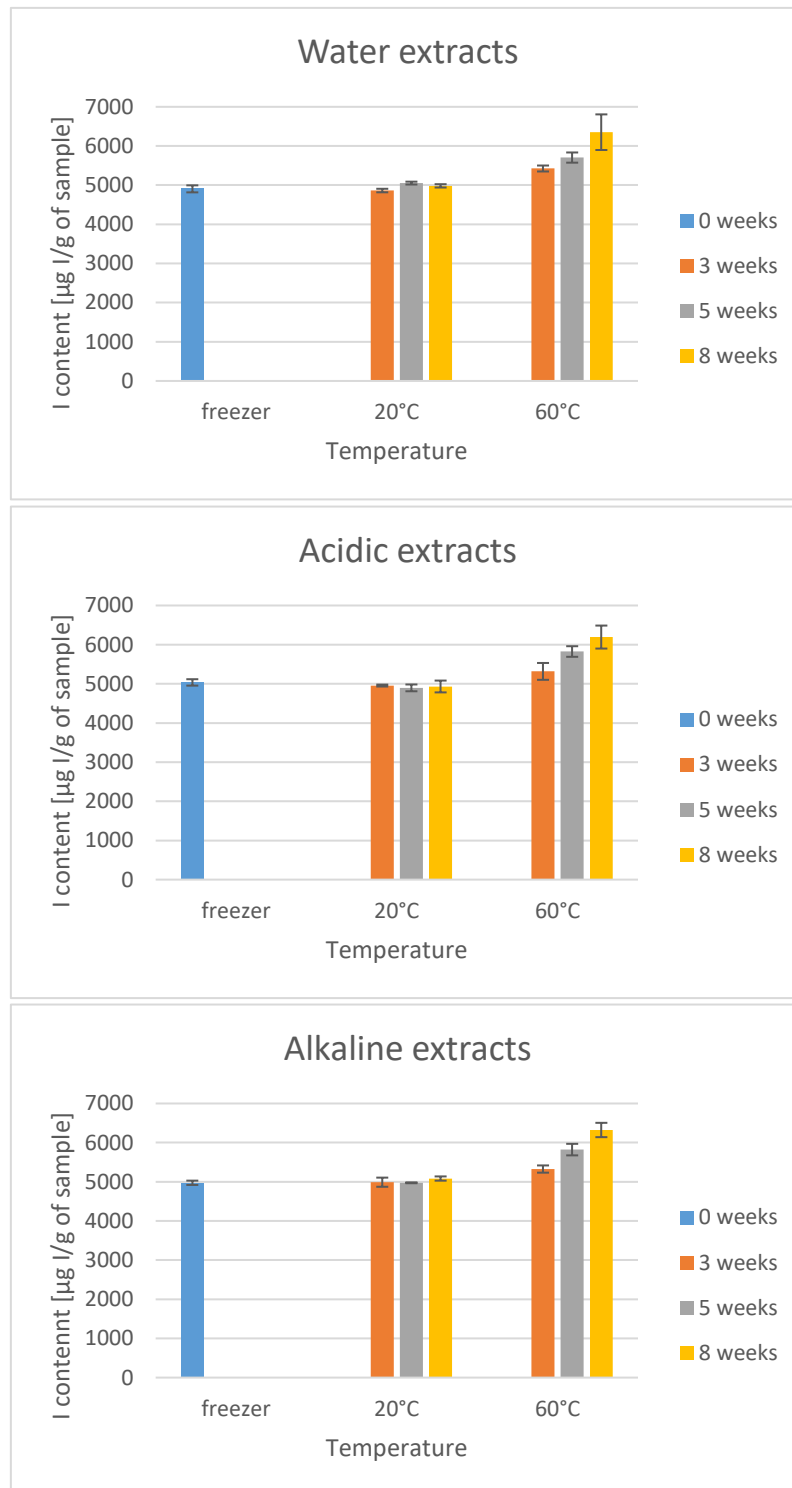 Water extracts
I content [µg I/g of sample]
7000
6000
5000
4000
3000
2000
1000
0
freezer 20°C 60°C
Temperature
0 weeks
3 weeks
5 weeks
8 weeks
Acidic extracts
I content [µg I/g of sample]
7000
6000
5000
4000
3000
2000
1000
0
freezer 20°C 60°C
Temperature
0 weeks
3 weeks
5 weeks
8 weeks
Alkaline extracts
I contennt [µg I/g of sample]
7000
6000
5000
4000
3000
2000
1000
0
freezer 20°C 60°C
Temperature
0 weeks
3 weeks
5 weeks
8 weeks